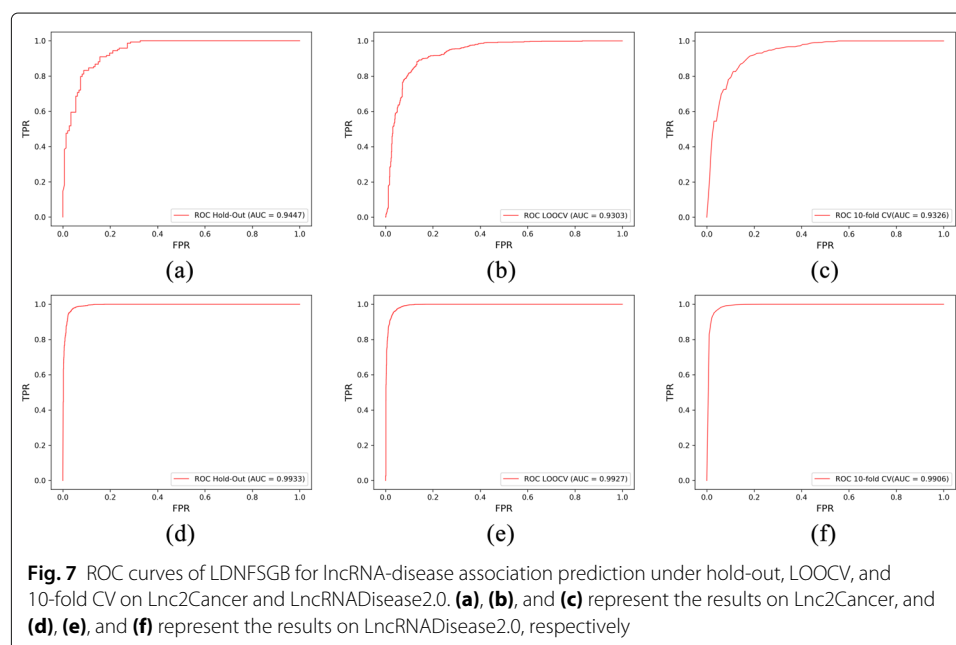 1.0
0.8
0.6
0.4
0.2
0.0
TPR
0.0 0.2 0.4 0.6 0.8 1.0
FPR
ROC Hold-Out (AUC = 0.9447)
(a)
1.0
0.8
0.6
0.4
0.2
0.0
TPR
0.0 0.2 0.4 0.6 0.8 1.0
FPR
ROC LOOCV (AUC = 0.9303)
(b)
1.0
0.8
0.6
0.4
0.2
0.0
TPR
0.0 0.2 0.4 0.6 0.8 1.0
FPR
ROC 10-fold CV(AUC = 0.9326)
(c)
1.0
0.8
0.6
0.4
0.2
0.0
TPR
0.0 0.2 0.4 0.6 0.8 1.0
FPR
ROC Hold-Out (AUC = 0.9933)
(d)
1.0
0.8
0.6
0.4
0.2
0.0
TPR
0.0 0.2 0.4 0.6 0.8 1.0
FPR
ROC LOOCV (AUC = 0.9927)
(e)
1.0
0.8
0.6
0.4
0.2
0.0
TPR
0.0 0.2 0.4 0.6 0.8 1.0
FPR
ROC 10-fold CV(AUC = 0.9906)
(f)
Fig. 7 ROC curves of LDNFSGB for lncRNA-disease association prediction under hold-out, LOOCV, and
10-fold CV on Lnc2Cancer and LncRNADisease2.0. (a), (b), and (c) represent the results on Lnc2Cancer, and
(d), (e), and (f) represent the results on LncRNADisease2.0, respectively